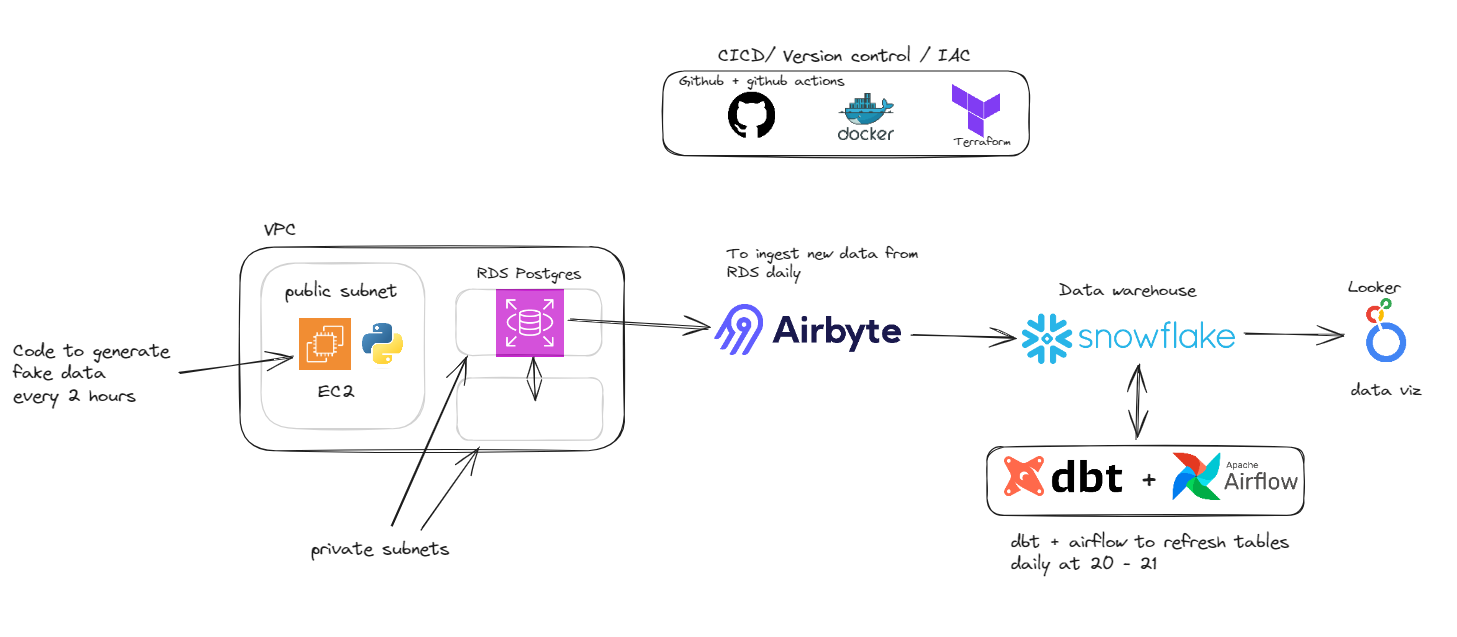 CICD/ Version control / IAC
Github + github actions
docker
Terraform
VPC
public subnet
EC2
RDS Postgres
Code to generate
fake data
every 2 hours
private subnets
To ingest new data from
RDS daily
Airbyte
Data warehouse
snowflake
Looker
data viz
dbt + Apache Airflow
dbt + airflow to refresh tables
daily at 20 - 21